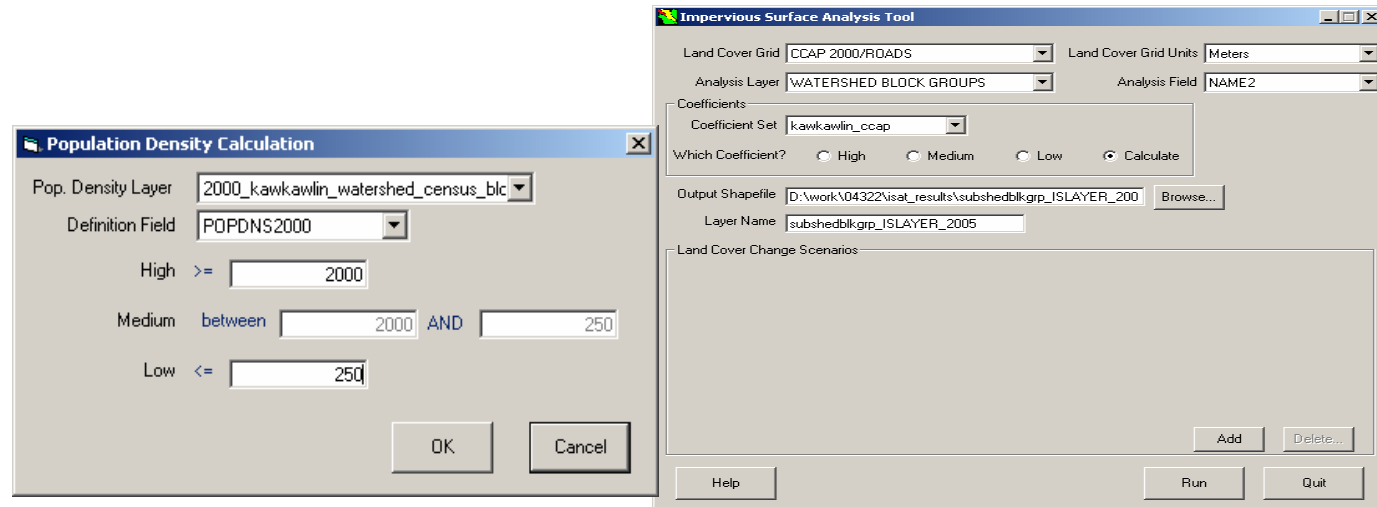 Population Density Calculation
Pop. Density Layer 2000_kawkawlin_watershed_census_blc
Definition Field POPDNS2000
High >= 2000
Medium between 2000 AND 250
Low <= 250
OK Cancel
Impervious Surface Analysis Tool
Land Cover Grid CCAP 2000/ROADS Land Cover Grid Units Meters
Analysis Layer WATERSHED BLOCK GROUPS Analysis Field NAME2
Coefficients
Coefficient Set kawkawlin_ccap
Which Coefficient? High Medium Low Calculate
Output Shapefile D:\work\04322\isat_results\subshedblkgrp_ISLAYER_200 Browse...
Layer Name subshedblkgrp_ISLAYER_2005
Land Cover Change Scenarios
Add Delete...
Help Run Quit